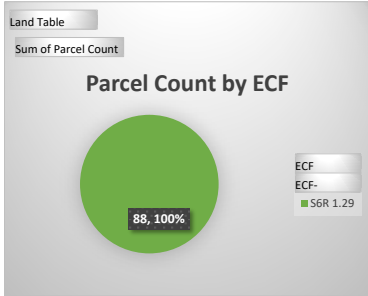 Land Table
Sum of Parcel Count
Parcel Count by ECF
88, 100%
ECF
ECF-
S6R 1.29